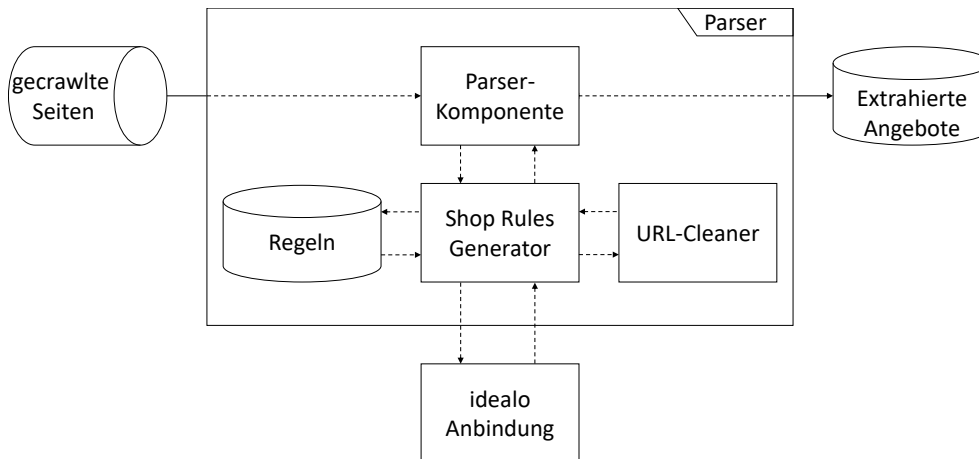 Parser
gecrawlte
Seiten
Parser-
Komponente
Extrahierte
Angebote
Regeln
Shop Rules
Generator
URL-Cleaner
idealo
Anbindung